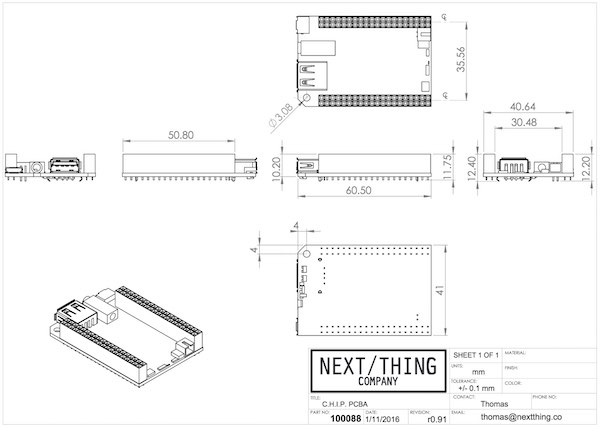 35.56
Ø3.08
50.80
10.20
11.75
60.50
40.64
30.48
12.40
12.20
4
4
41
NEXT/THING
COMPANY
SHEET 1 OF 1
MATERIAL:
UNITS:
mm
FINISH:
TOLERANCE:
+/- 0.1 mm
COLOR:
TITLE:
C.H.I.P. PCBA
CONTACT:
Thomas
PHONE NO:
PART NO:
100088
DATE:
1/11/2016
REVISION:
r0.91
EMAIL:
thomas@nextthing.co